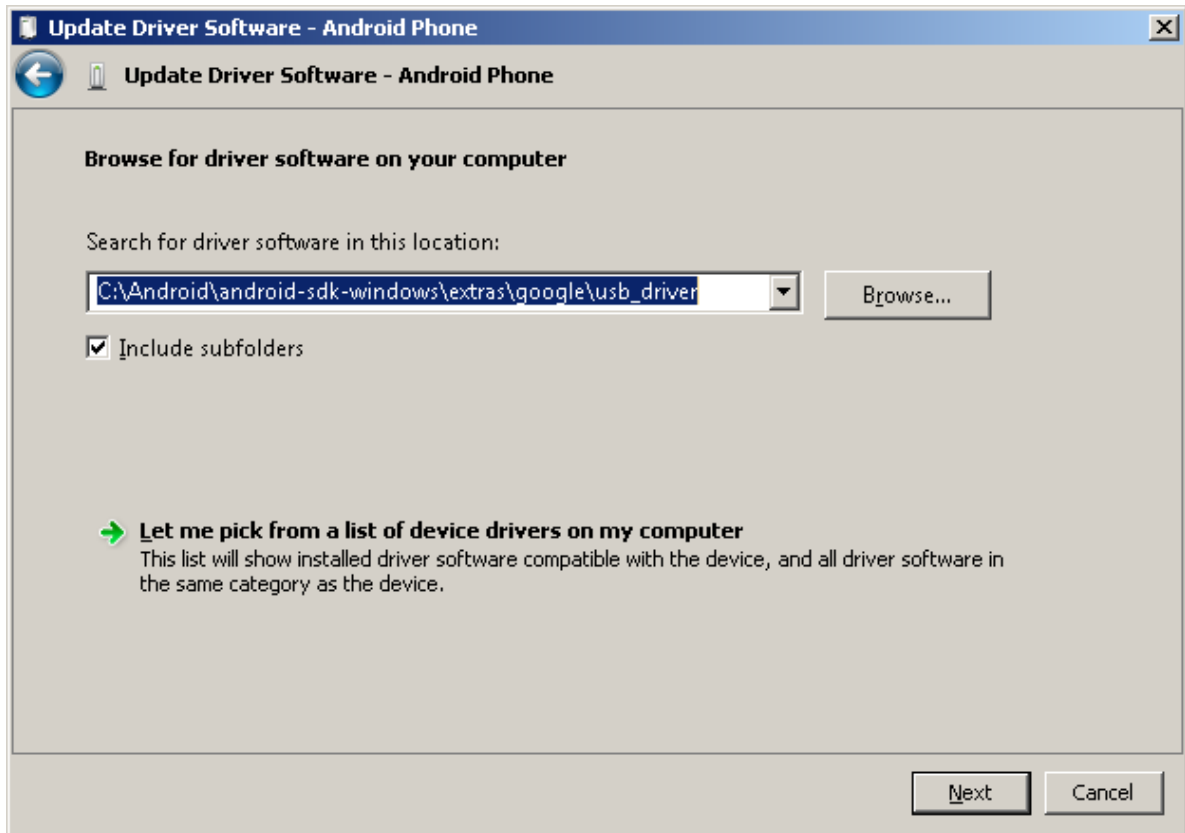 Update Driver Software - Android Phone
Update Driver Software - Android Phone
Browse for driver software on your computer
Search for driver software in this location:
C:\Android\android-sdk-windows\extras\google\usb_driver
Browse...
Include subfolders
Let me pick from a list of device drivers on my computer
This list will show installed driver software compatible with the device, and all driver software in
the same category as the device.
Next
Cancel